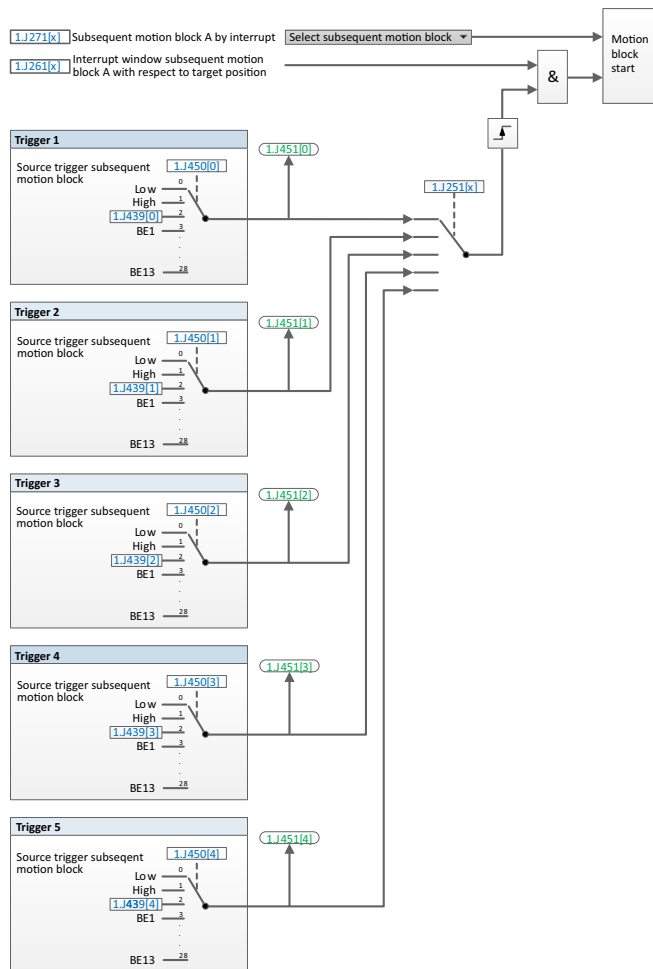 1.J271[x] Subsequent motion block A by interrupt Select subsequent motion block
1.J261[x] Interrupt window subsequent motion
block A with respect to target position
Motion
block
start
&
Trigger 1
1.J451[0]
Source trigger subsequent
motion block
1.J450[0]
Low 0
High 1
1.J439[0] 2
BE1 3
.
.
.
BE13 28
1.J251[x]
Trigger 2
1.J451[1]
Source trigger subsequent
motion block
1.J450[1]
Low 0
High 1
1.J439[1] 2
BE1 3
.
.
.
BE13 28
Trigger 3
1.J451[2]
Source trigger subsequent
motion block
1.J450[2]
Low 0
High 1
1.J439[2] 2
BE1 3
.
.
.
BE13 28
Trigger 4
1.J451[3]
Source trigger subsequent
motion block
1.J450[3]
Low 0
High 1
1.J439[3] 2
BE1 3
.
.
.
BE13 28
Trigger 5
1.J451[4]
Source trigger subseqent
motion block
1.J450[4]
Low 0
High 1
1.J439[4] 2
BE1 3
.
.
.
BE13 28